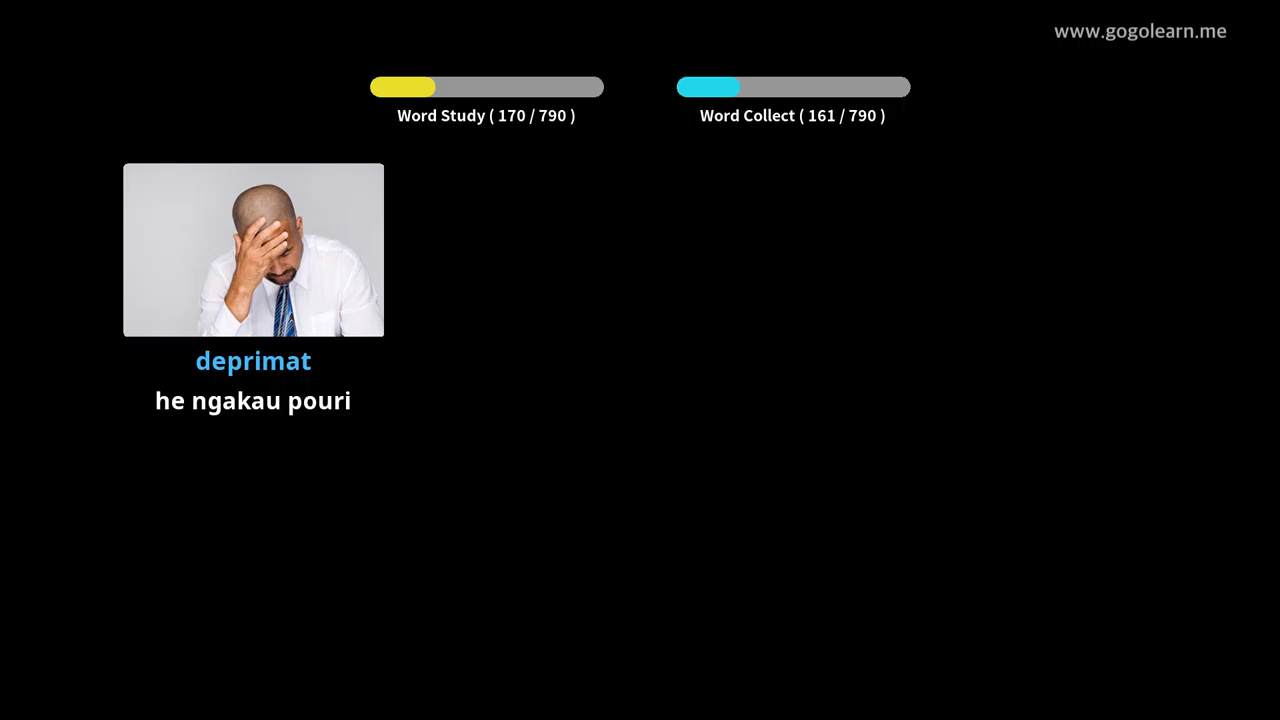 www.gogolearn.me
Word Study ( 170 / 790 )
Word Collect ( 161 / 790 )
deprimat
he ngakau pouri